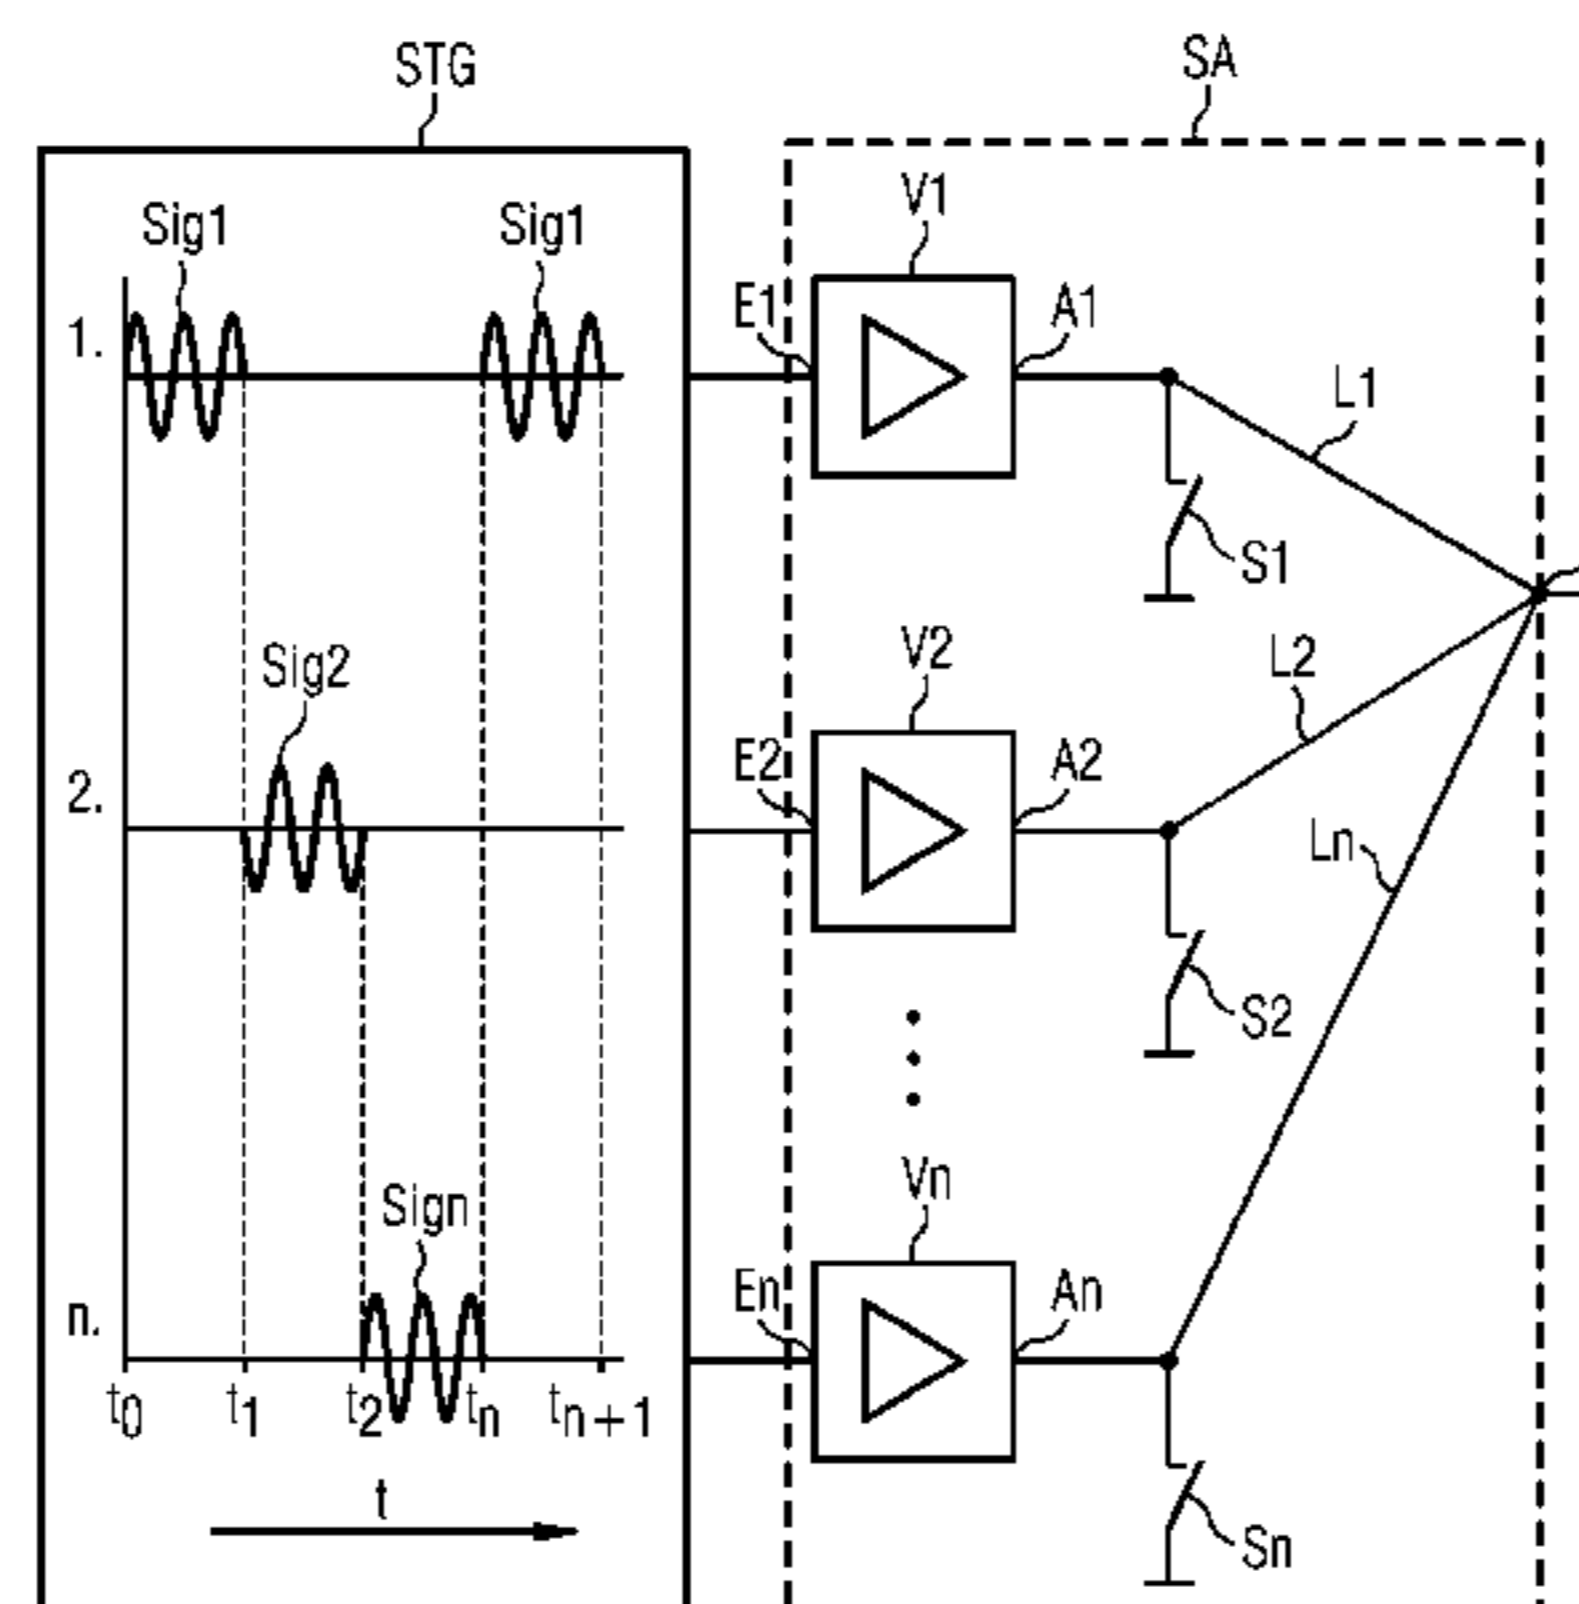 STG
SA
V1
Sig1
Sig1
E1
A1
1.
L1
S1
V2
Sig2
L2
E2
A2
2.
Ln
S2
Vn
Sign
En
An
n.
t0
t1
t2
tn
tn+1
t
Sn